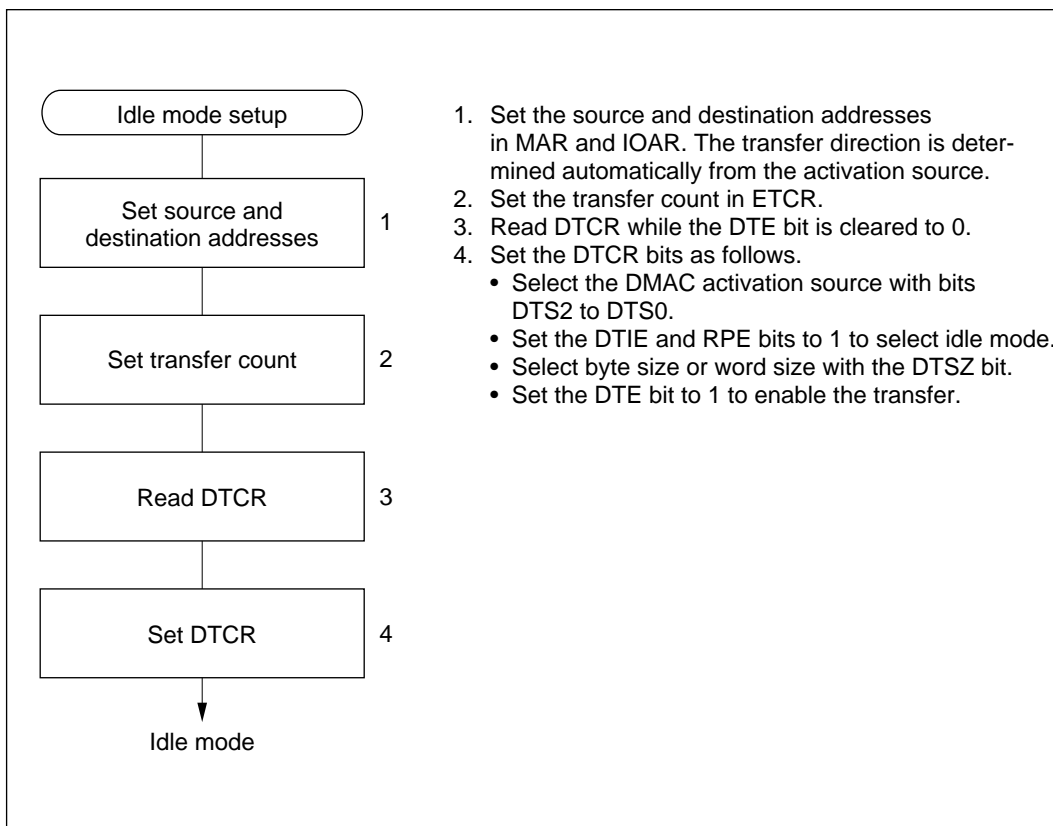 Idle mode setup
Set source and
destination addresses
1
Set transfer count
2
Read DTCR
3
Set DTCR
4
Idle mode
1. Set the source and destination addresses
in MAR and IOAR. The transfer direction is deter-
mined automatically from the activation source.
2. Set the transfer count in ETCR.
3. Read DTCR while the DTE bit is cleared to 0.
4. Set the DTCR bits as follows.
• Select the DMAC activation source with bits
DTS2 to DTS0.
• Set the DTIE and RPE bits to 1 to select idle mode.
• Select byte size or word size with the DTSZ bit.
• Set the DTE bit to 1 to enable the transfer.